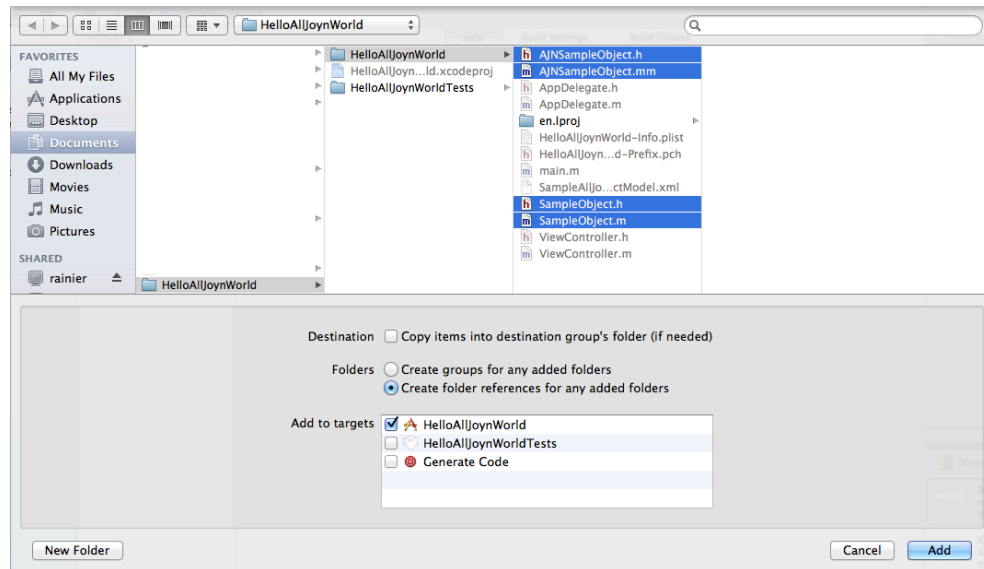 HelloAllJoynWorld
FAVORITES
All My Files
Applications
Desktop
Documents
Downloads
Movies
Music
Pictures
SHARED
rainier
HelloAllJoynWorld
HelloAllJoynWorld
HelloAllJoyn...ld.xcodeproj
HelloAllJoynWorldTests
h AJNSampleObject.h
m AJNSampleObject.mm
h AppDelegate.h
m AppDelegate.m
en.lproj
HelloAllJoynWorld-Info.plist
h HelloAllJoyn...d-Prefix.pch
m main.m
SampleAllJo...ctModel.xml
h SampleObject.h
m SampleObject.m
h ViewController.h
m ViewController.m
Destination Copy items into destination group's folder (if needed)
Folders Create groups for any added folders
Create folder references for any added folders
Add to targets HelloAllJoynWorld
HelloAllJoynWorldTests
Generate Code
New Folder Cancel Add